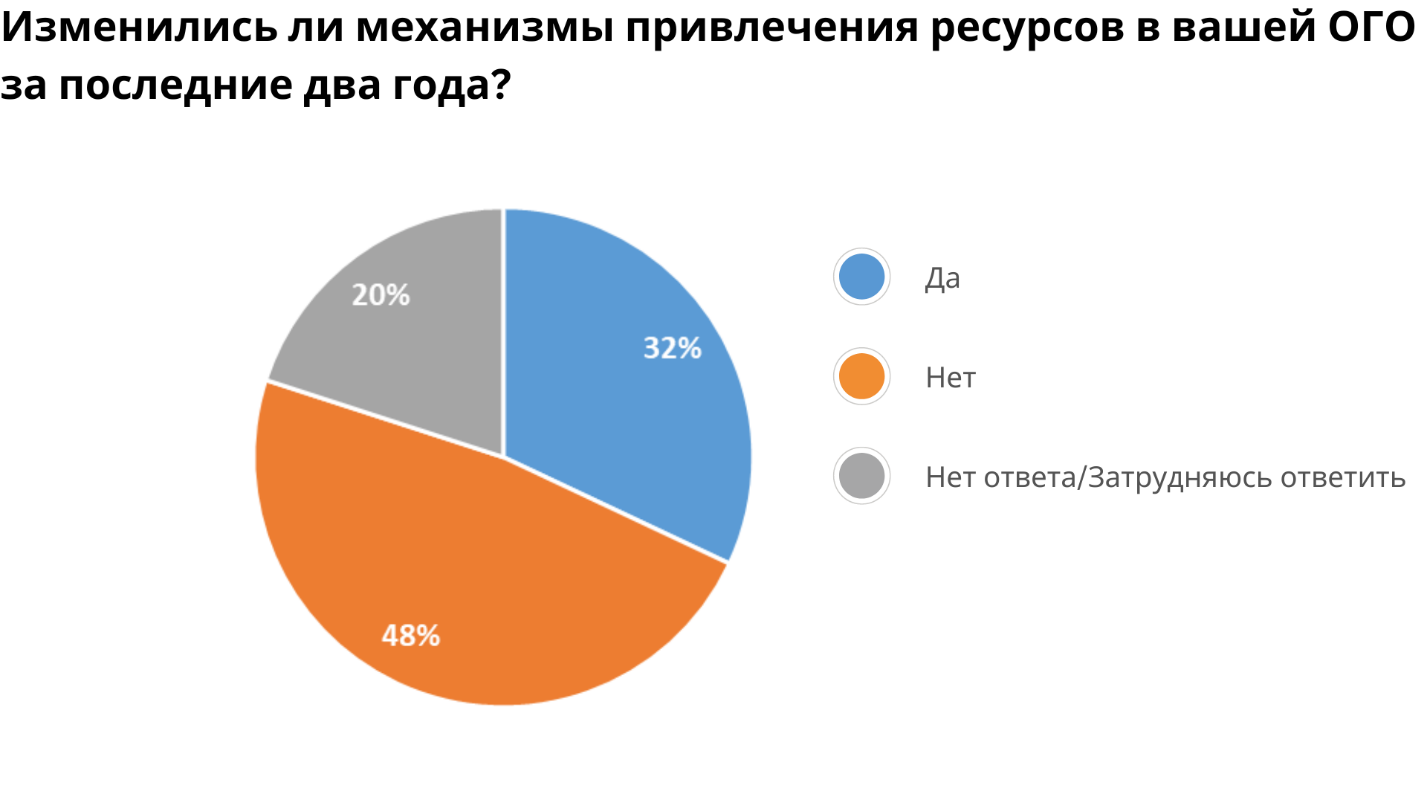 Изменились ли механизмы привлечения ресурсов в вашей ОГО
за последние два года?
20%
32%
48%
Да
Нет
Нет ответа/Затрудняюсь ответить